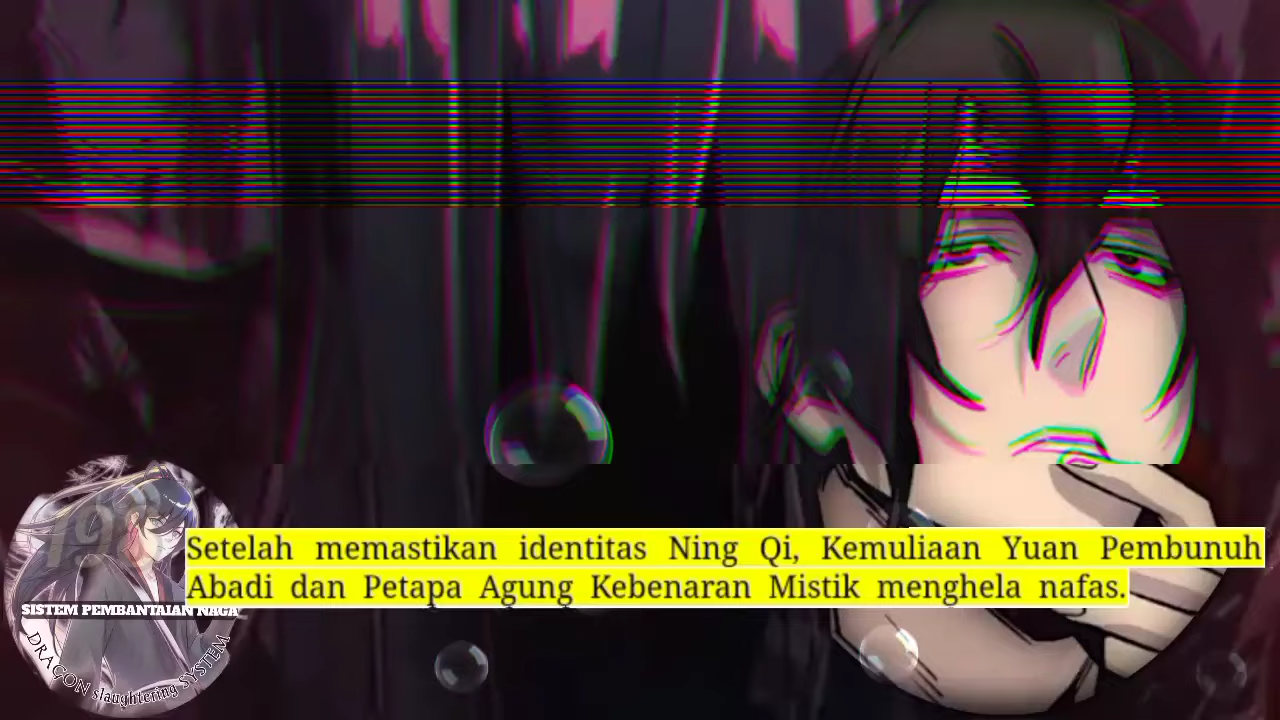 Setelah memastikan identitas Ning Qi, Kemuliaan Yuan Pembunuh
Abadi dan Petapa Agung Kebenaran Mistik menghela nafas.
SISTEM PEMBANTAIAN NAGA
DRAGON slaughtering SYSTEM